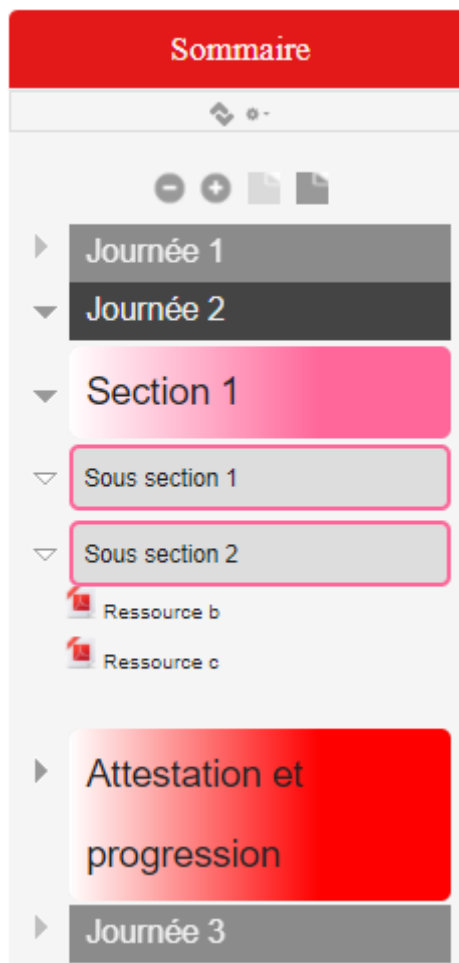 Sommaire
Journée 1
Journée 2
Section 1
Sous section 1
Sous section 2
Ressource b
Ressource c
Attestation et
progression
Journée 3